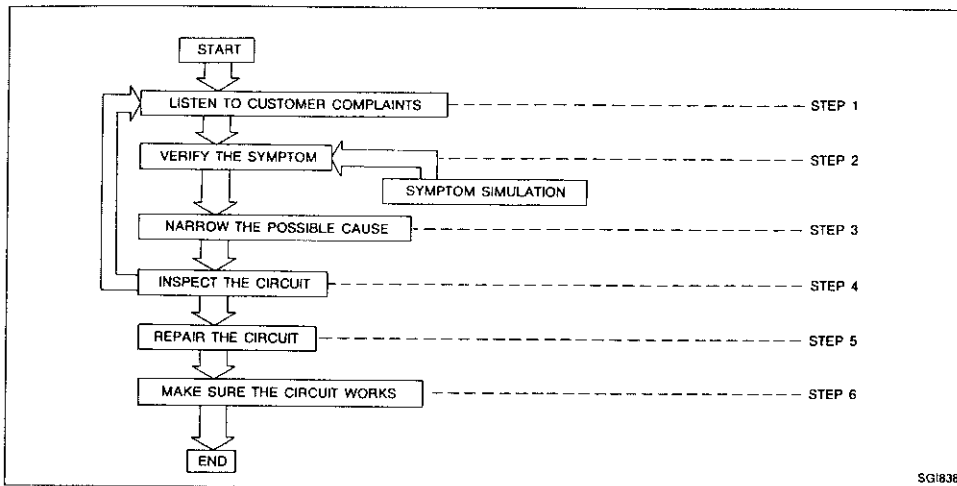 START
LISTEN TO CUSTOMER COMPLAINTS STEP 1
VERIFY THE SYMPTOM STEP 2
SYMPTOM SIMULATION
NARROW THE POSSIBLE CAUSE STEP 3
INSPECT THE CIRCUIT STEP 4
REPAIR THE CIRCUIT STEP 5
MAKE SURE THE CIRCUIT WORKS STEP 6
END
SGI838